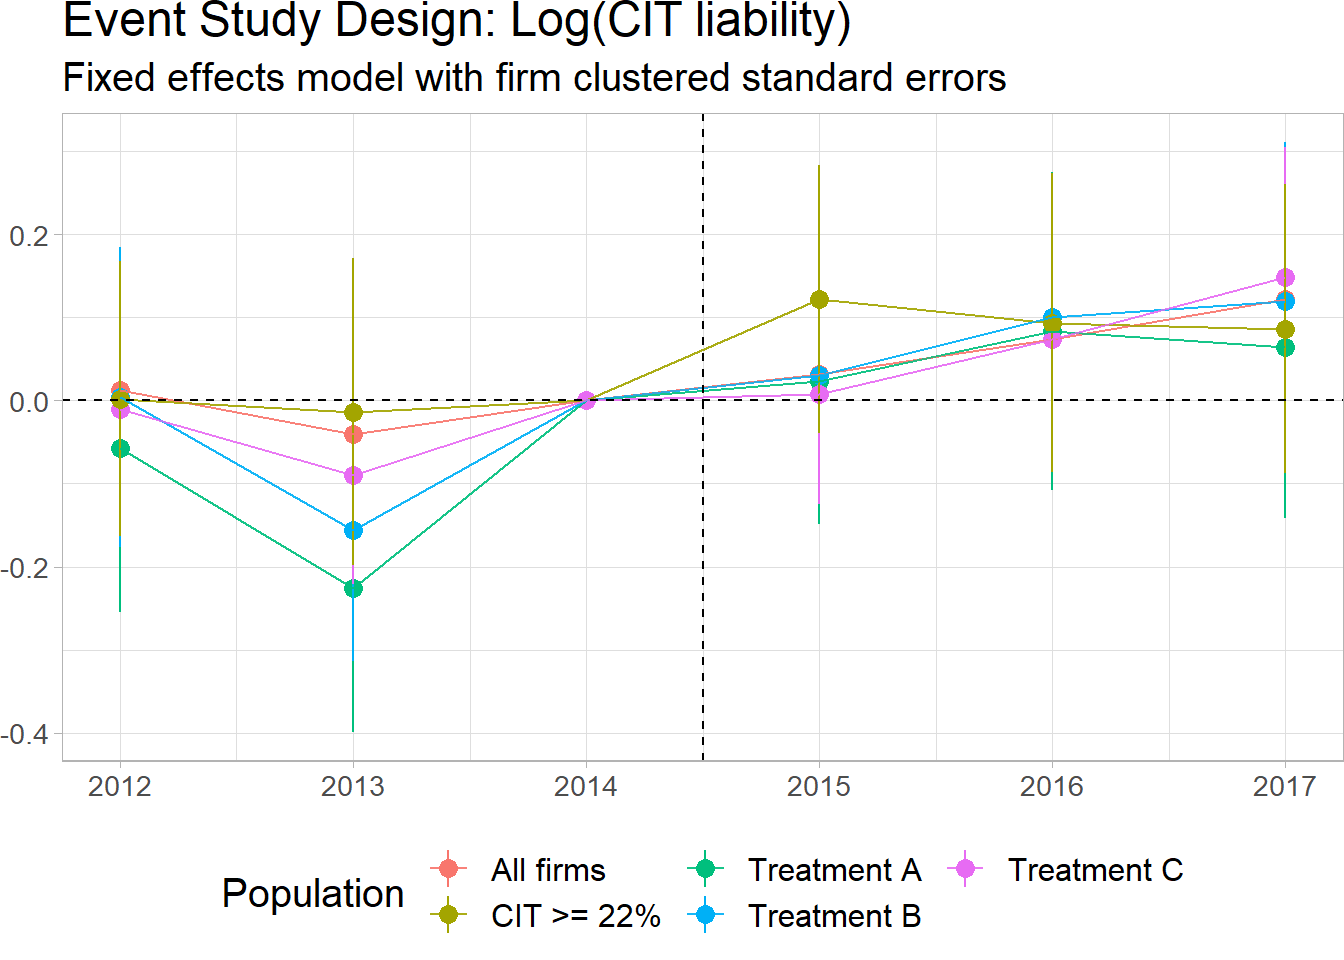 Event Study Design: Log(CIT liability)
Fixed effects model with firm clustered standard errors
0.2
0.0
-0.2
-0.4
2012 2013 2014 2015 2016 2017
Population
All firms
Treatment A
Treatment C
CIT >= 22%
Treatment B